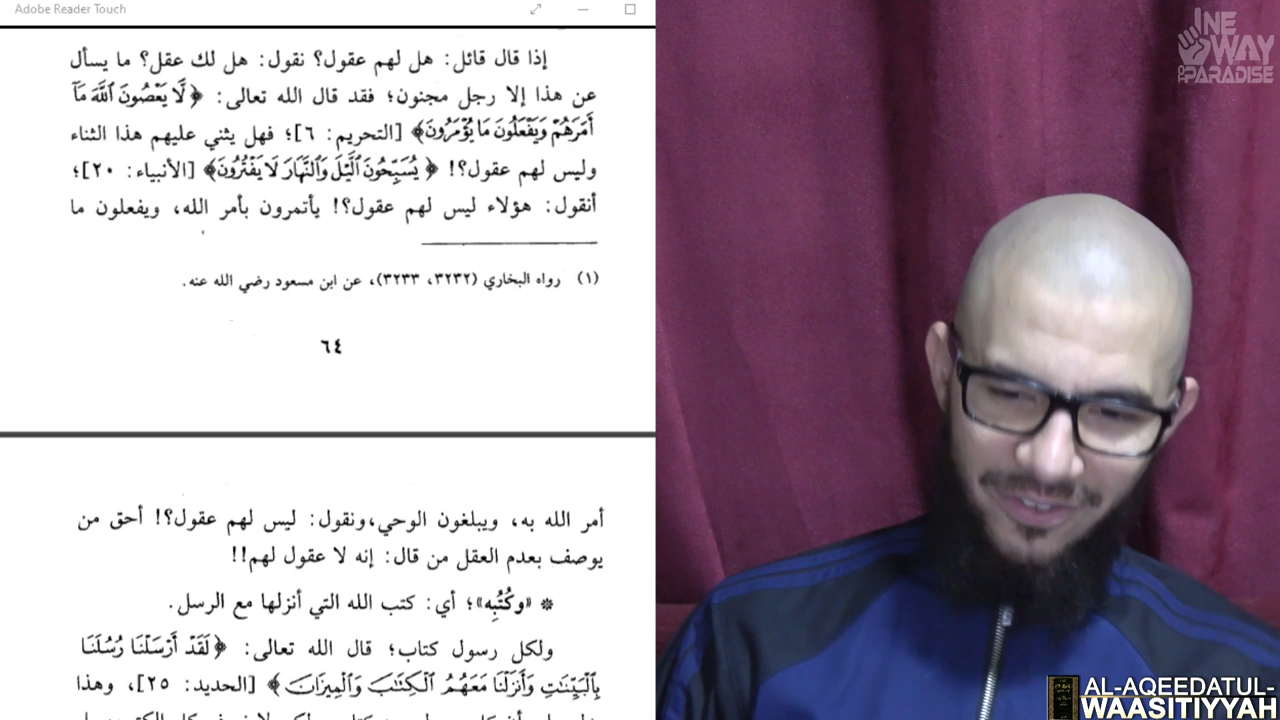 Adobe Reader Touch
إذا قال قائل: هل لهم عقول؟ نقول: هل لك عقل؟ ما يسأل
عن هذا إلا رجل مجنون؛ فقد قال الله تعالى: ﴿لَّا يَعْصُونَ ٱللَّهَ مَآ
أَمَرَهُمْ وَيَفْعَلُونَ مَا يُؤْمَرُونَ﴾ [التحريم: ٦]؛ فهل يثني عليهم هذا الثناء
وليس لهم عقول؟! ﴿يُسَبِّحُونَ ٱلَّيْلَ وَٱلنَّهَارَ لَا يَفْتُرُونَ﴾ [الأنبياء: ٢٠]؛
أنقول: هؤلاء ليس لهم عقول؟! يأتمرون بأمر الله، ويفعلون ما
(١) رواه البخاري (٣٢٣٢، ٣٢٣٣)، عن ابن مسعود رضي الله عنه.
٦٤
أمر الله به، ويبلغون الوحي،ونقول: ليس لهم عقول؟! أحق من
يوصف بعدم العقل من قال: إنه لا عقول لهم!!
* «وكُتُبِه»؛ أي: كتب الله التي أنزلها مع الرسل.
ولكل رسول كتاب؛ قال الله تعالى: ﴿لَقَدْ أَرْسَلْنَا رُسُلَنَا
بِٱلْبَيِّنَٰتِ وَأَنزَلْنَا مَعَهُمُ ٱلْكِتَٰبَ وَٱلْمِيزَانَ﴾ [الحديد: ٢٥]، وهذا
ONE
WAY
TO PARADISE
AL-AQEEDATUL-
WAASITIYYAH